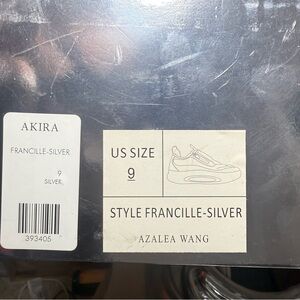 AKIRA
FRANCILLE-SILVER
9
SILVER,
393405
US SIZE
9
STYLE FRANCILLE-SILVER
AZALEA WANG